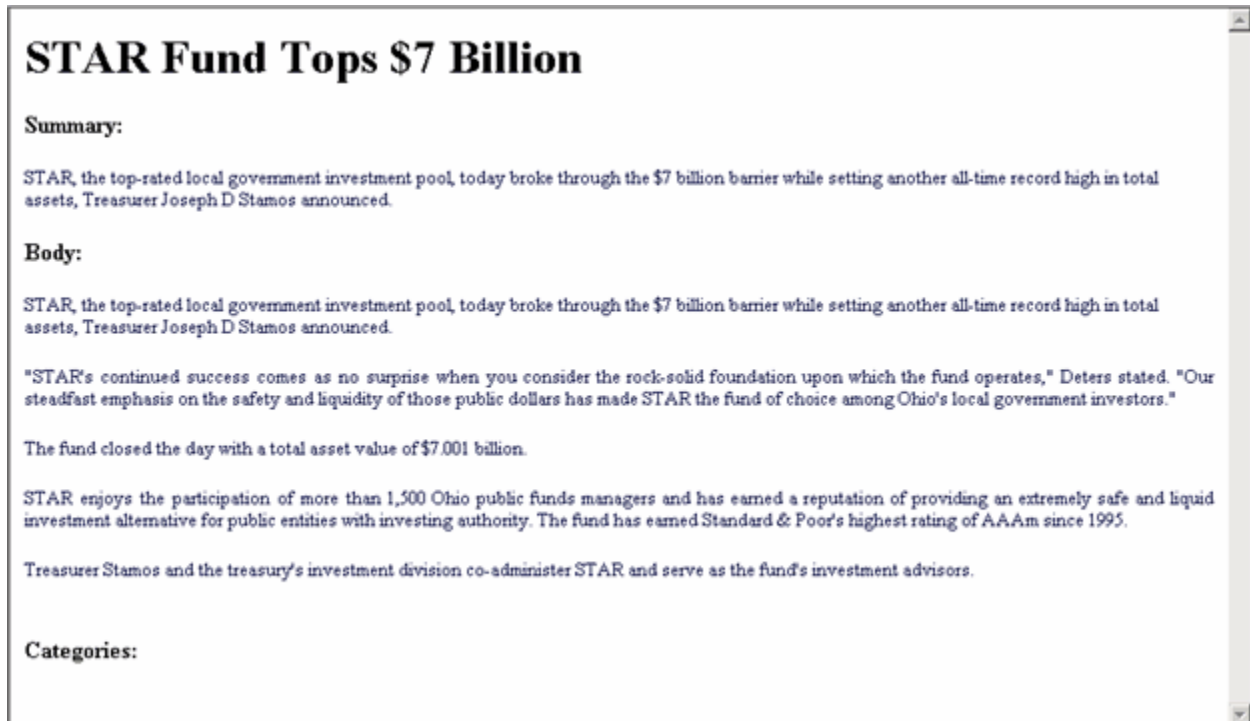 STAR Fund Tops $7 Billion
Summary:
STAR, the top-rated local government investment pool, today broke through the $7 billion barrier while setting another all-time record high in total
assets, Treasurer Joseph D Stamos announced.
Body:
STAR, the top-rated local government investment pool, today broke through the $7 billion barrier while setting another all-time record high in total
assets, Treasurer Joseph D Stamos announced.
"STAR's continued success comes as no surprise when you consider the rock-solid foundation upon which the fund operates," Deters stated. "Our
steadfast emphasis on the safety and liquidity of those public dollars has made STAR the fund of choice among Ohio's local government investors."
The fund closed the day with a total asset value of $7.001 billion.
STAR enjoys the participation of more than 1,500 Ohio public funds managers and has earned a reputation of providing an extremely safe and liquid
investment alternative for public entities with investing authority. The fund has earned Standard & Poor's highest rating of AAAm since 1995.
Treasurer Stamos and the treasury's investment division co-administer STAR and serve as the fund's investment advisors.
Categories: